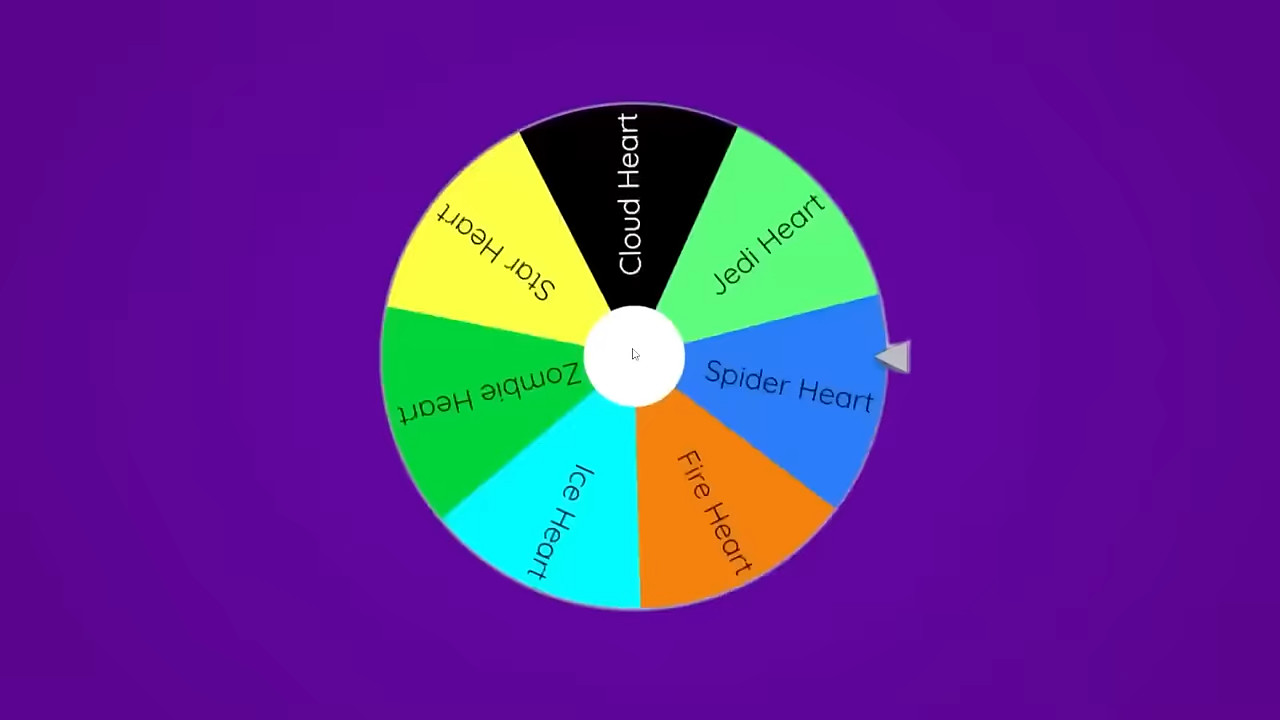 Cloud Heart
Jedi Heart
Spider Heart
Fire Heart
Ice Heart
Zombie Heart
Star Heart